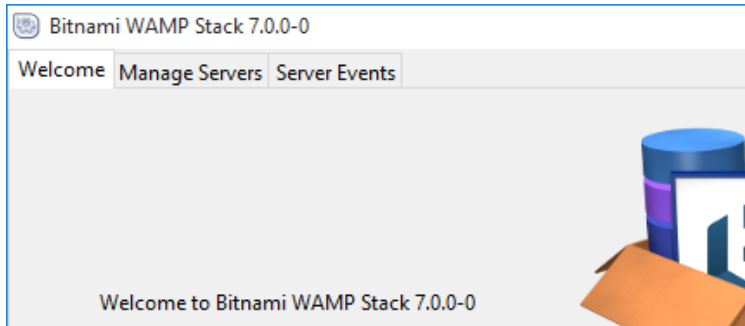 Bitnami WAMP Stack 7.0.0-0
Welcome Manage Servers Server Events
Welcome to Bitnami WAMP Stack 7.0.0-0